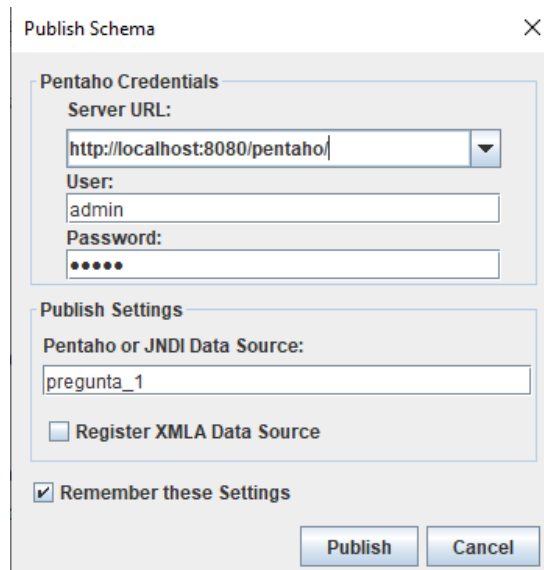 Publish Schema
Pentaho Credentials
Server URL:
http://localhost:8080/pentaho/
User:
admin
Password:
●●●●●
Publish Settings
Pentaho or JNDI Data Source:
pregunta_1
Register XMLA Data Source
Remember these Settings
Publish Cancel